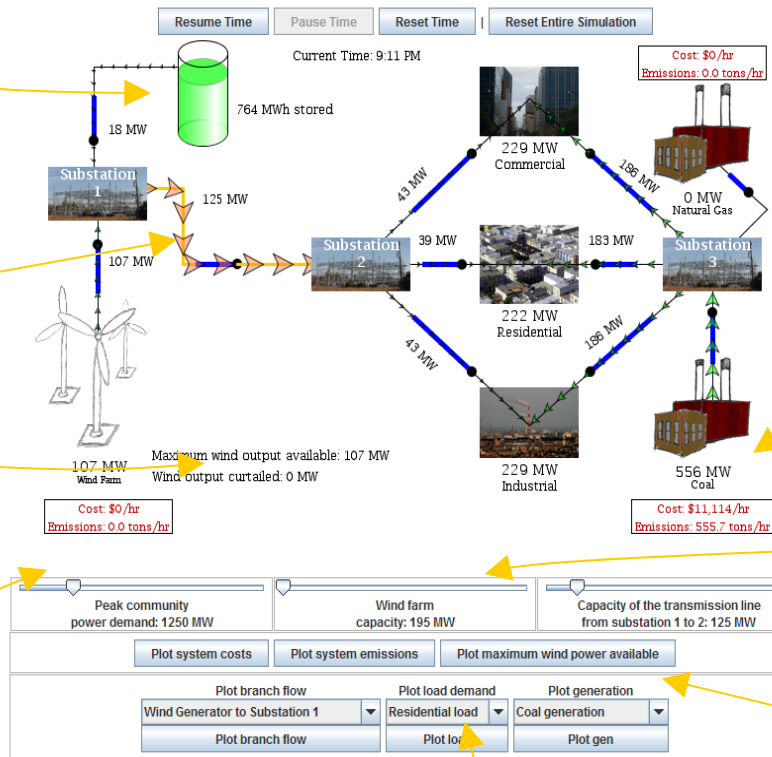 Resume Time
Pause Time
Reset Time
|
Reset Entire Simulation
Current Time: 9:11 PM
Cost: $0/hr
Emissions: 0.0 tons/hr
764 MWh stored
18 MW
229 MW
Commercial
Substation
1
125 MW
43 MW
186 MW
0 MW
Natural Gas
107 MW
Substation
2
39 MW
183 MW
Substation
3
222 MW
Residential
43 MW
186 MW
107 MW
Wind Farm
Maximum wind output available: 107 MW
Wind output curtailed: 0 MW
229 MW
Industrial
556 MW
Coal
Cost: $0/hr
Emissions: 0.0 tons/hr
Cost: $11,114/hr
Emissions: 555.7 tons/hr
Peak community
power demand: 1250 MW
Wind farm
capacity: 195 MW
Capacity of the transmission line
from substation 1 to 2: 125 MW
Plot system costs
Plot system emissions
Plot maximum wind power available
Plot branch flow
Plot load demand
Plot generation
Wind Generator to Substation 1
Residential load
Coal generation
Plot branch flow
Plot load
Plot gen